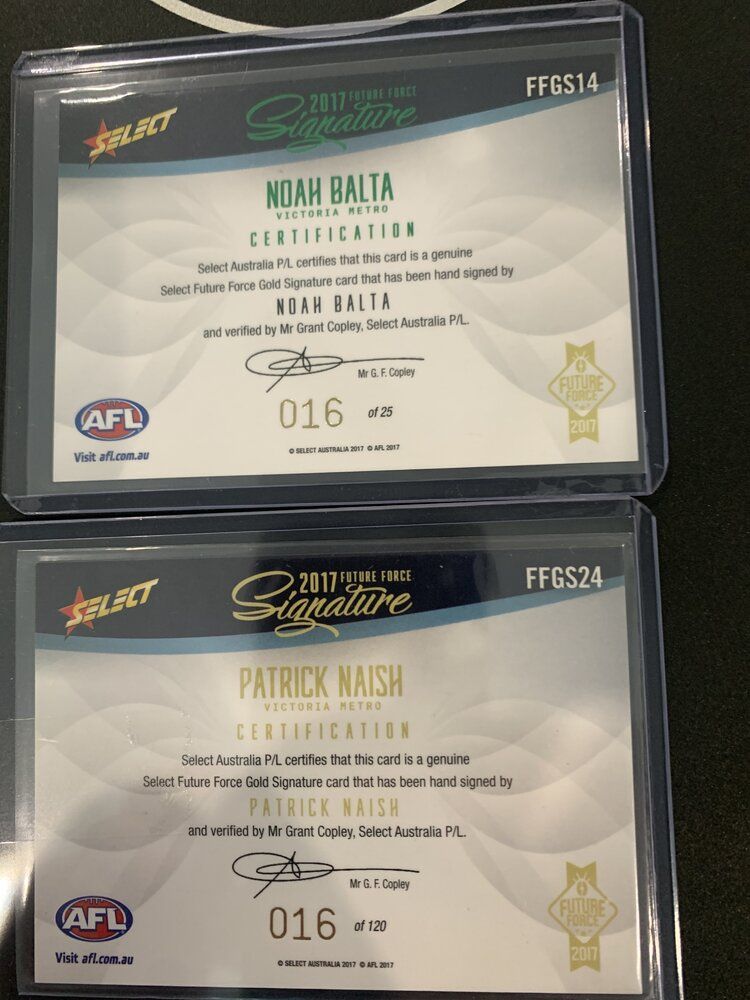 SELECT
2017 FUTURE FORCE
Signature
FFGS14
NOAH BALTA
VICTORIA METRO
CERTIFICATION
Select Australia P/L certifies that this card is a genuine
Select Future Force Gold Signature card that has been hand signed by
NOAH BALTA
and verified by Mr Grant Copley, Select Australia P/L.
Mr G. F. Copley
016 of 25
AFL
Visit afl.com.au
FUTURE
FORCE
2017
© SELECT AUSTRALIA 2017 © AFL 2017
SELECT
2017 FUTURE FORCE
Signature
FFGS24
PATRICK NAISH
VICTORIA METRO
CERTIFICATION
Select Australia P/L certifies that this card is a genuine
Select Future Force Gold Signature card that has been hand signed by
PATRICK NAISH
and verified by Mr Grant Copley, Select Australia P/L.
Mr G. F. Copley
016 of 120
AFL
Visit afl.com.au
FUTURE
FORCE
2017
© SELECT AUSTRALIA 2017 © AFL 2017